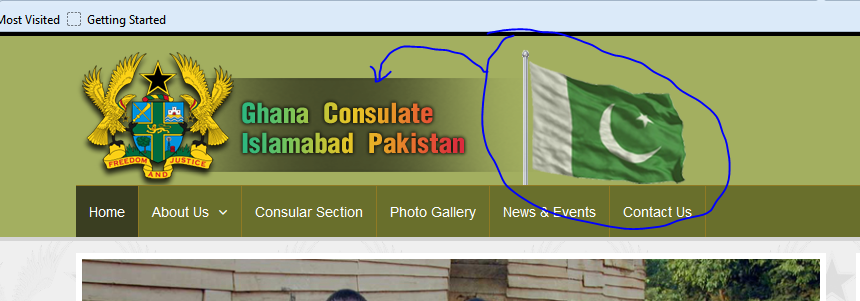 Most Visited Getting Started
Ghana Consulate
Islamabad Pakistan
FREEDOM AND JUSTICE
Home About Us Consular Section Photo Gallery News & Events Contact Us